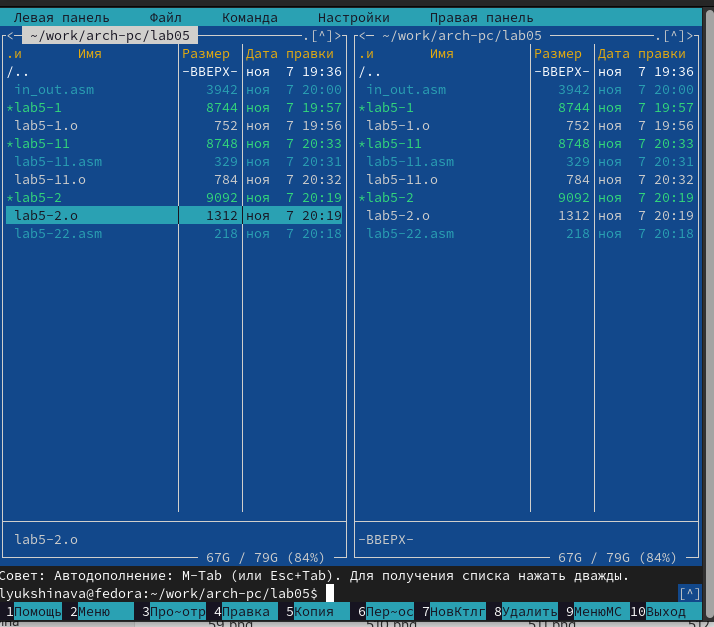 Левая панель Файл Команда Настройки Правая панель
<─ ~/work/arch-pc/lab05 ─.[^]> <─ ~/work/arch-pc/lab05 ─.[^]>
.и Имя Размер Дата правки .и Имя Размер Дата правки
/.. -ВВЕРХ- ноя 7 19:36 /.. -ВВЕРХ- ноя 7 19:36
in_out.asm 3942 ноя 7 20:00 in_out.asm 3942 ноя 7 20:00
*lab5-1 8744 ноя 7 19:57 *lab5-1 8744 ноя 7 19:57
lab5-1.o 752 ноя 7 19:56 lab5-1.o 752 ноя 7 19:56
*lab5-11 8748 ноя 7 20:33 *lab5-11 8748 ноя 7 20:33
lab5-11.asm 329 ноя 7 20:31 lab5-11.asm 329 ноя 7 20:31
lab5-11.o 784 ноя 7 20:32 lab5-11.o 784 ноя 7 20:32
*lab5-2 9092 ноя 7 20:19 *lab5-2 9092 ноя 7 20:19
lab5-2.o 1312 ноя 7 20:19 lab5-2.o 1312 ноя 7 20:19
lab5-22.asm 218 ноя 7 20:18 lab5-22.asm 218 ноя 7 20:18
lab5-2.o -ВВЕРХ-
67G / 79G (84%) 67G / 79G (84%)
Совет: Автодополнение: M-Tab (или Esc+Tab). Для получения списка нажать дважды.
lyukshinava@fedora:~/work/arch-pc/lab05$ [^]
1Помощь 2Меню 3Про~отр 4Правка 5Копия 6Пер~ос 7НовКтлг 8Удалить 9МенюМС 10Выход